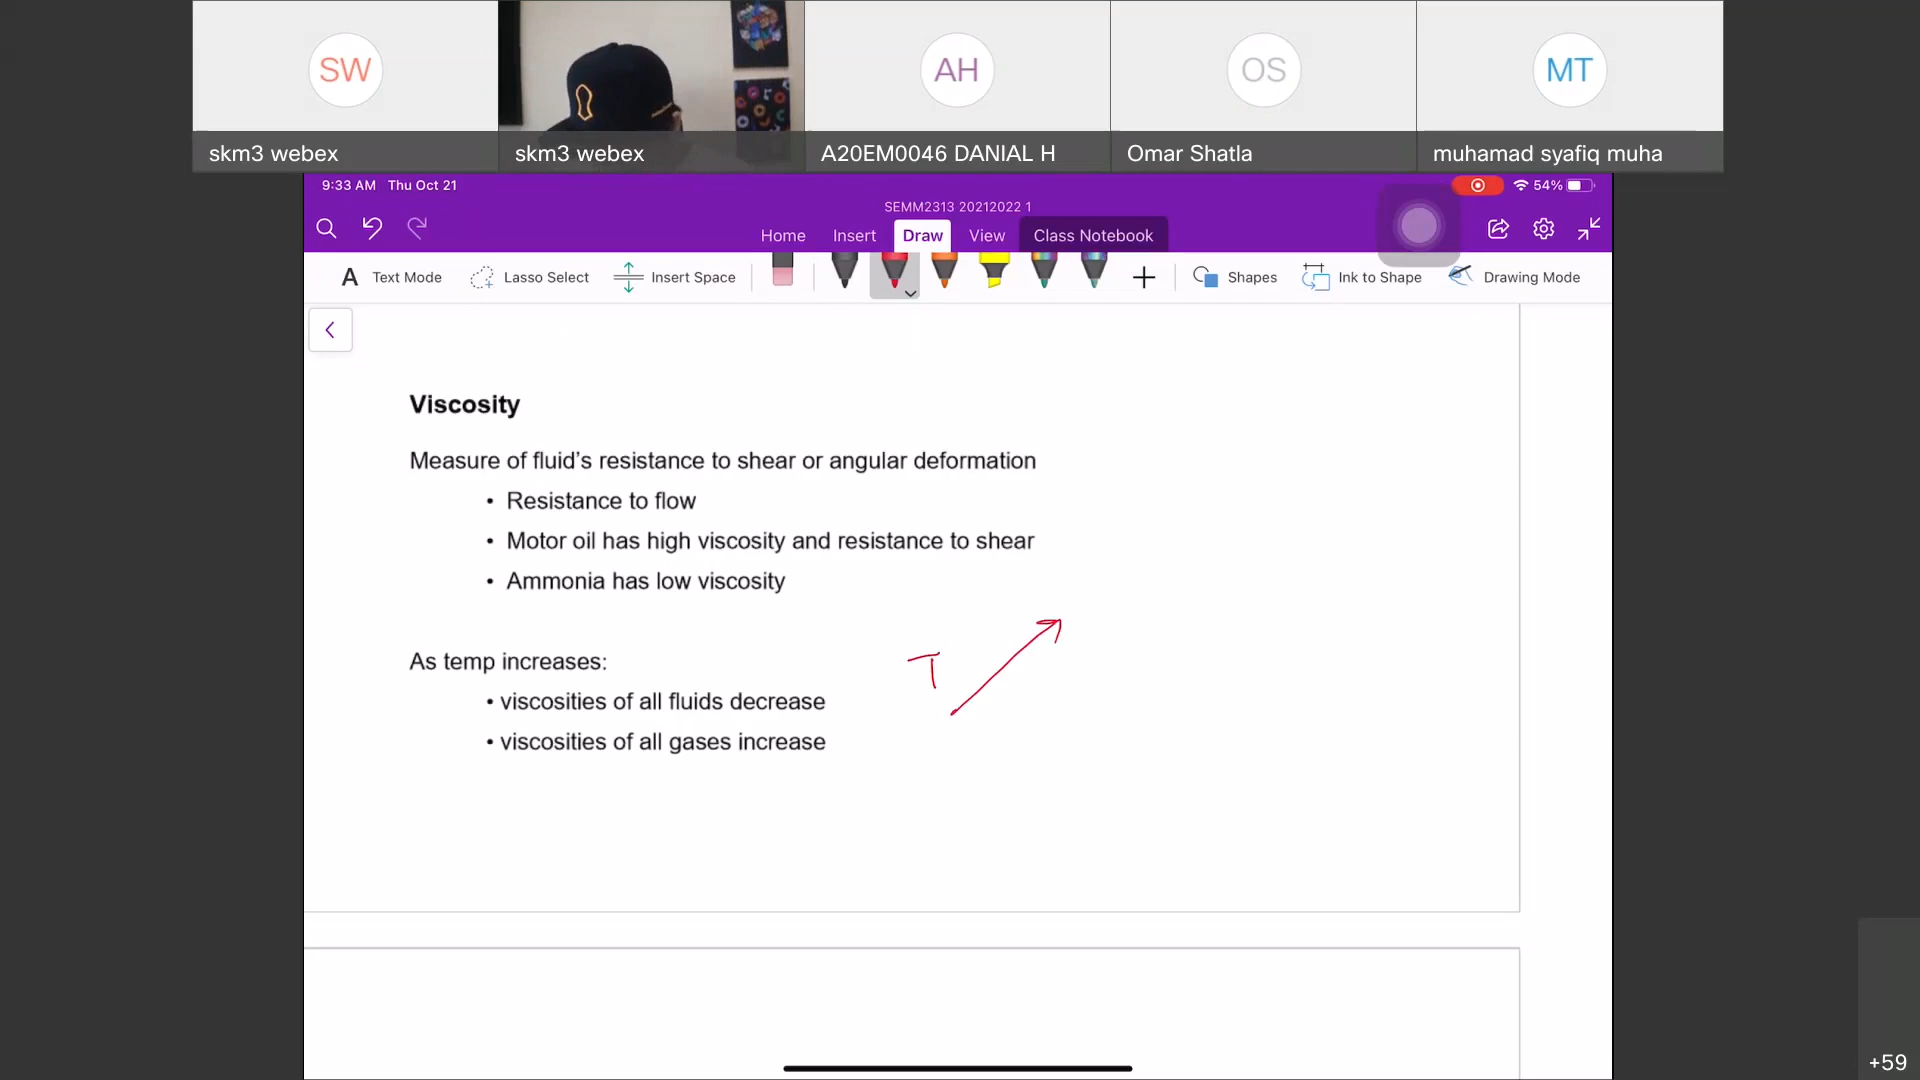 SW
AH
OS
MT
skm3 webex
skm3 webex
A20EM0046 DANIAL H
Omar Shatla
muhamad syafiq muha
9:33 AM Thu Oct 21
54%
SEMM2313 20212022 1
Home Insert Draw View Class Notebook
A Text Mode Lasso Select Insert Space Shapes Ink to Shape Drawing Mode
Viscosity
Measure of fluid’s resistance to shear or angular deformation
• Resistance to flow
• Motor oil has high viscosity and resistance to shear
• Ammonia has low viscosity
As temp increases:
T
• viscosities of all fluids decrease
• viscosities of all gases increase
+59